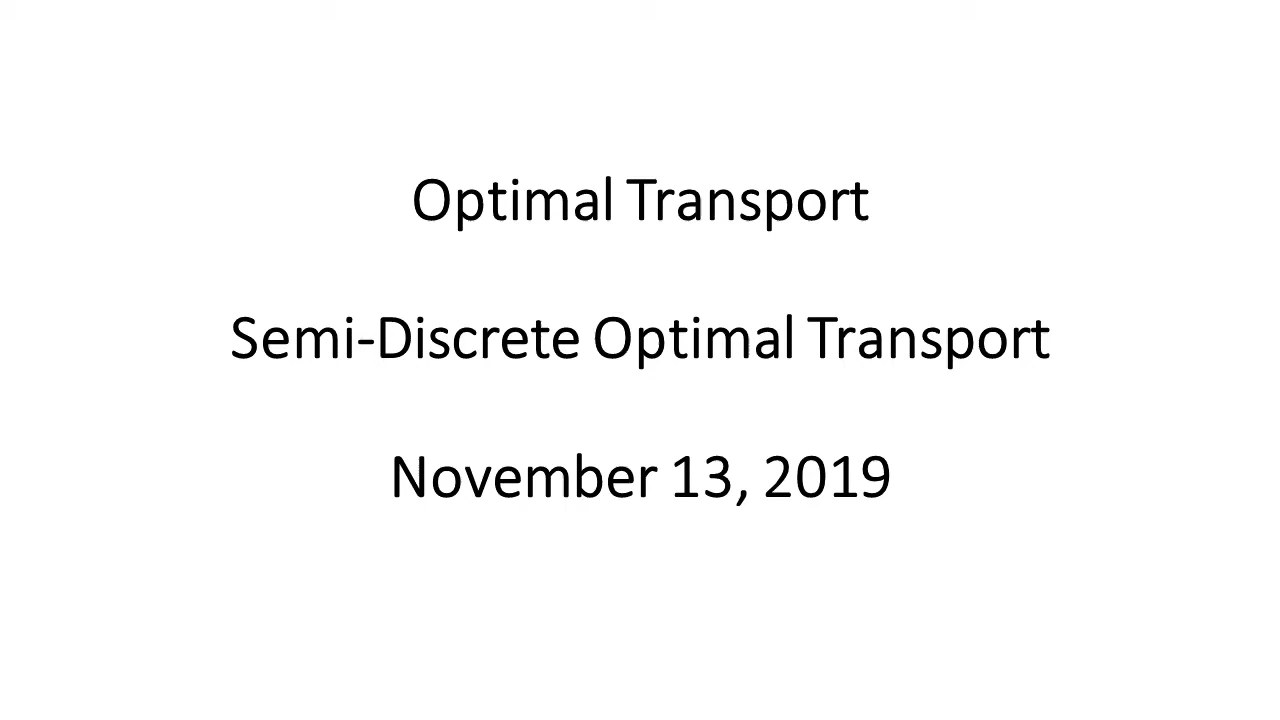 Optimal Transport
Semi-Discrete Optimal Transport
November 13, 2019